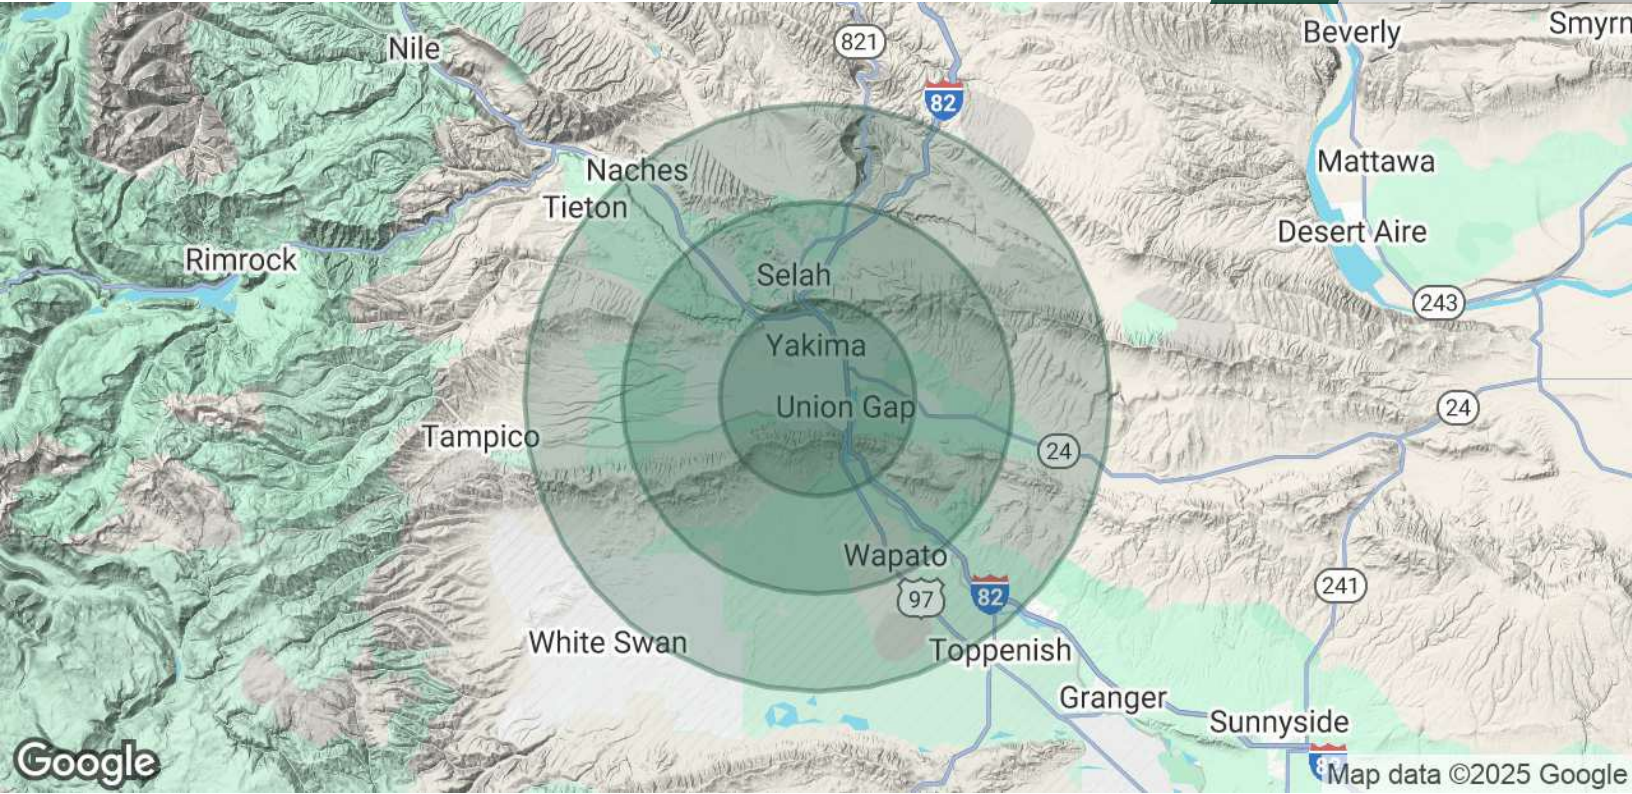 Nile
821
82
Beverly
Smyrn
Naches
Tieton
Mattawa
Desert Aire
Rimrock
Selah
243
Yakima
Union Gap
24
Tampico
24
Wapato
97
82
241
White Swan
Toppenish
Granger
Sunnyside
Google
Map data ©2025 Google